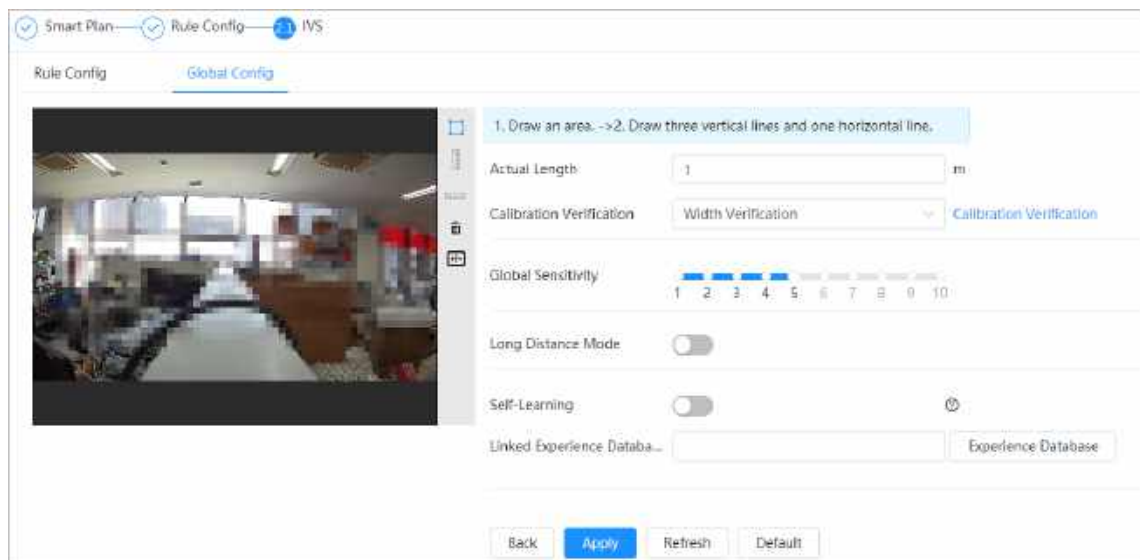 Smart Plan Rule Config 2.1 IVS
Rule Config Global Config
1. Draw an area. ->2. Draw three vertical lines and one horizontal line.
Actual Length 1 m
Calibration Verification Width Verification Calibration Verification
Global Sensitivity
1 2 3 4 5 6 7 8 9 10
Long Distance Mode
Self-Learning
Linked Experience Databa... Experience Database
Back Apply Refresh Default